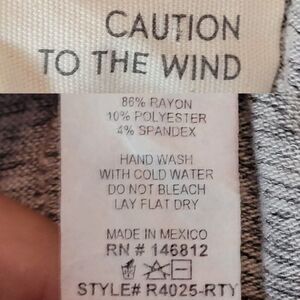 CAUTION
TO THE WIND
86% RAYON
10% POLYESTER
4% SPANDEX
HAND WASH
WITH COLD WATER
DO NOT BLEACH
LAY FLAT DRY
MADE IN MEXICO
RN # 146812
STYLE# R4025-RTY